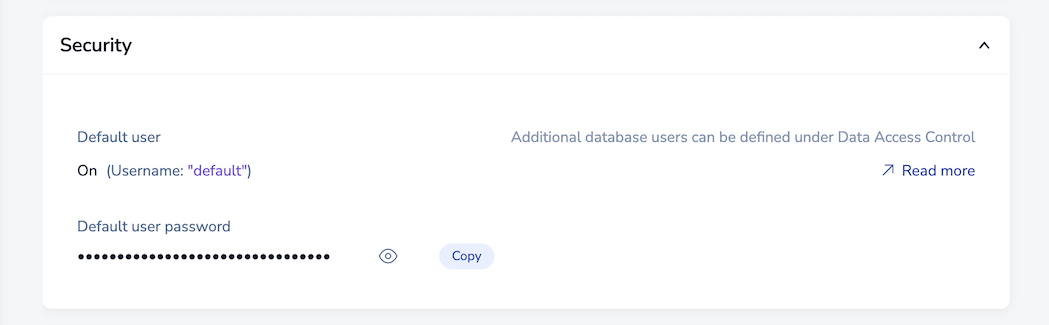 Security
Default user
Additional database users can be defined under Data Access Control
On (Username: "default")
Read more
Default user password
••••••••••••••••••••••••••••••••
Copy